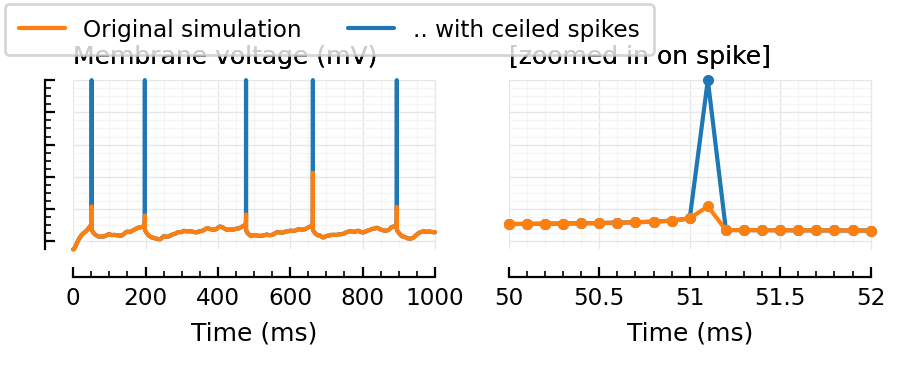 Original simulation .. with ceiled spikes
Membrane voltage (mV) [zoomed in on spike]
0 200 400 600 800 1000 50 50.5 51 51.5 52
Time (ms) Time (ms)